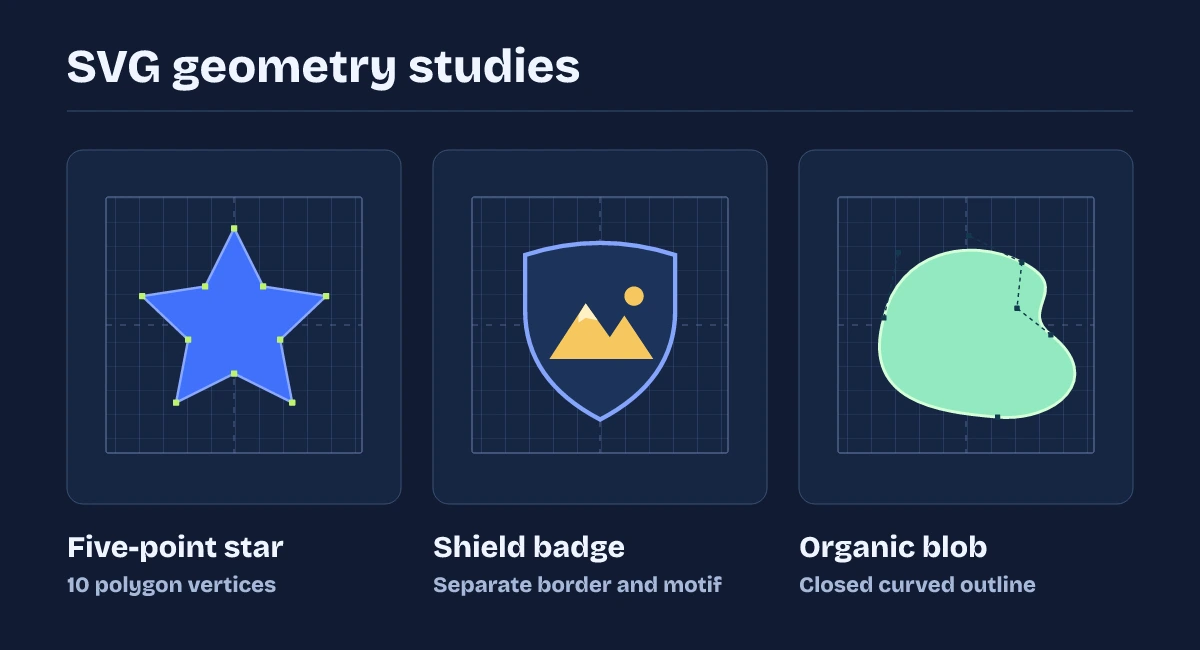 SVG geometry studies
Five-point star
10 polygon vertices
Shield badge
Separate border and motif
Organic blob
Closed curved outline